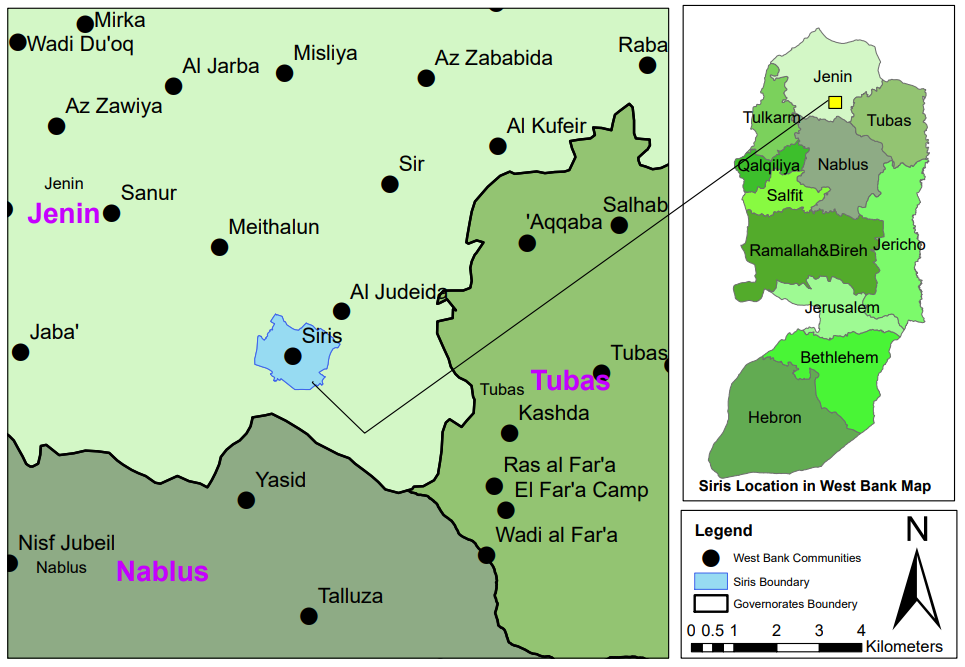 Mirka
Wadi Du'oq
Al Jarba
Misliya
Az Zababida
Raba
Az Zawiya
Al Kufeir
Sir
Jenin
Jenin
Sanur
Salhab
'Aqqaba
Meithalun
Al Judeida
Siris
Jaba'
Tubas
Tubas
Tubas
Kashda
Ras al Far'a
El Far'a Camp
Yasid
Wadi al Far'a
Nisf Jubeil
Nablus
Nablus
Talluza
Jenin
Tulkarm
Tubas
Qalqiliya
Nablus
Salfit
Ramallah&Bireh
Jericho
Jerusalem
Bethlehem
Hebron
Siris Location in West Bank Map
Legend
West Bank Communities
Siris Boundary
Governorates Boundary
N
0 0.5 1 2 3 4
Kilometers